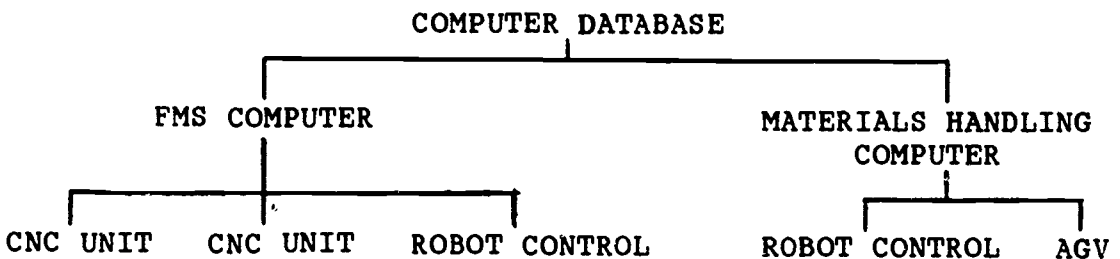 COMPUTER DATABASE
FMS COMPUTER
MATERIALS HANDLING
COMPUTER
CNC UNIT CNC UNIT ROBOT CONTROL ROBOT CONTROL AGV